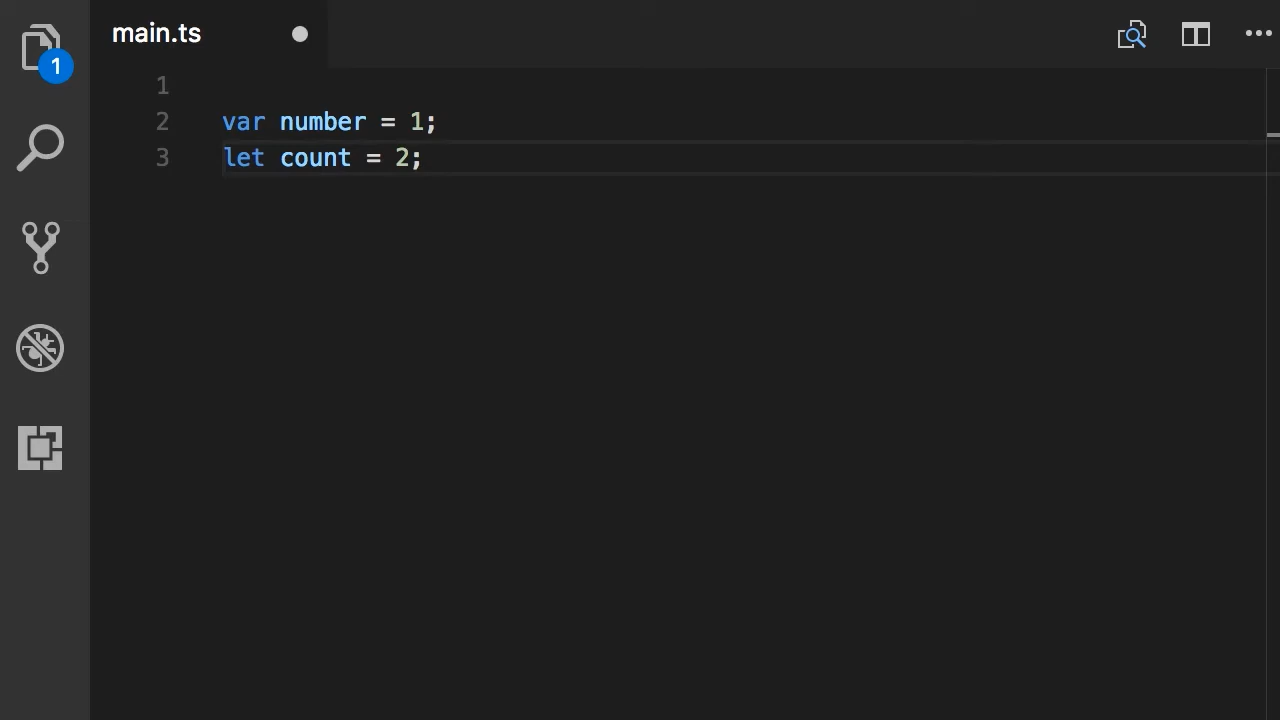 main.ts
1
1
2 var number = 1;
3 let count = 2;